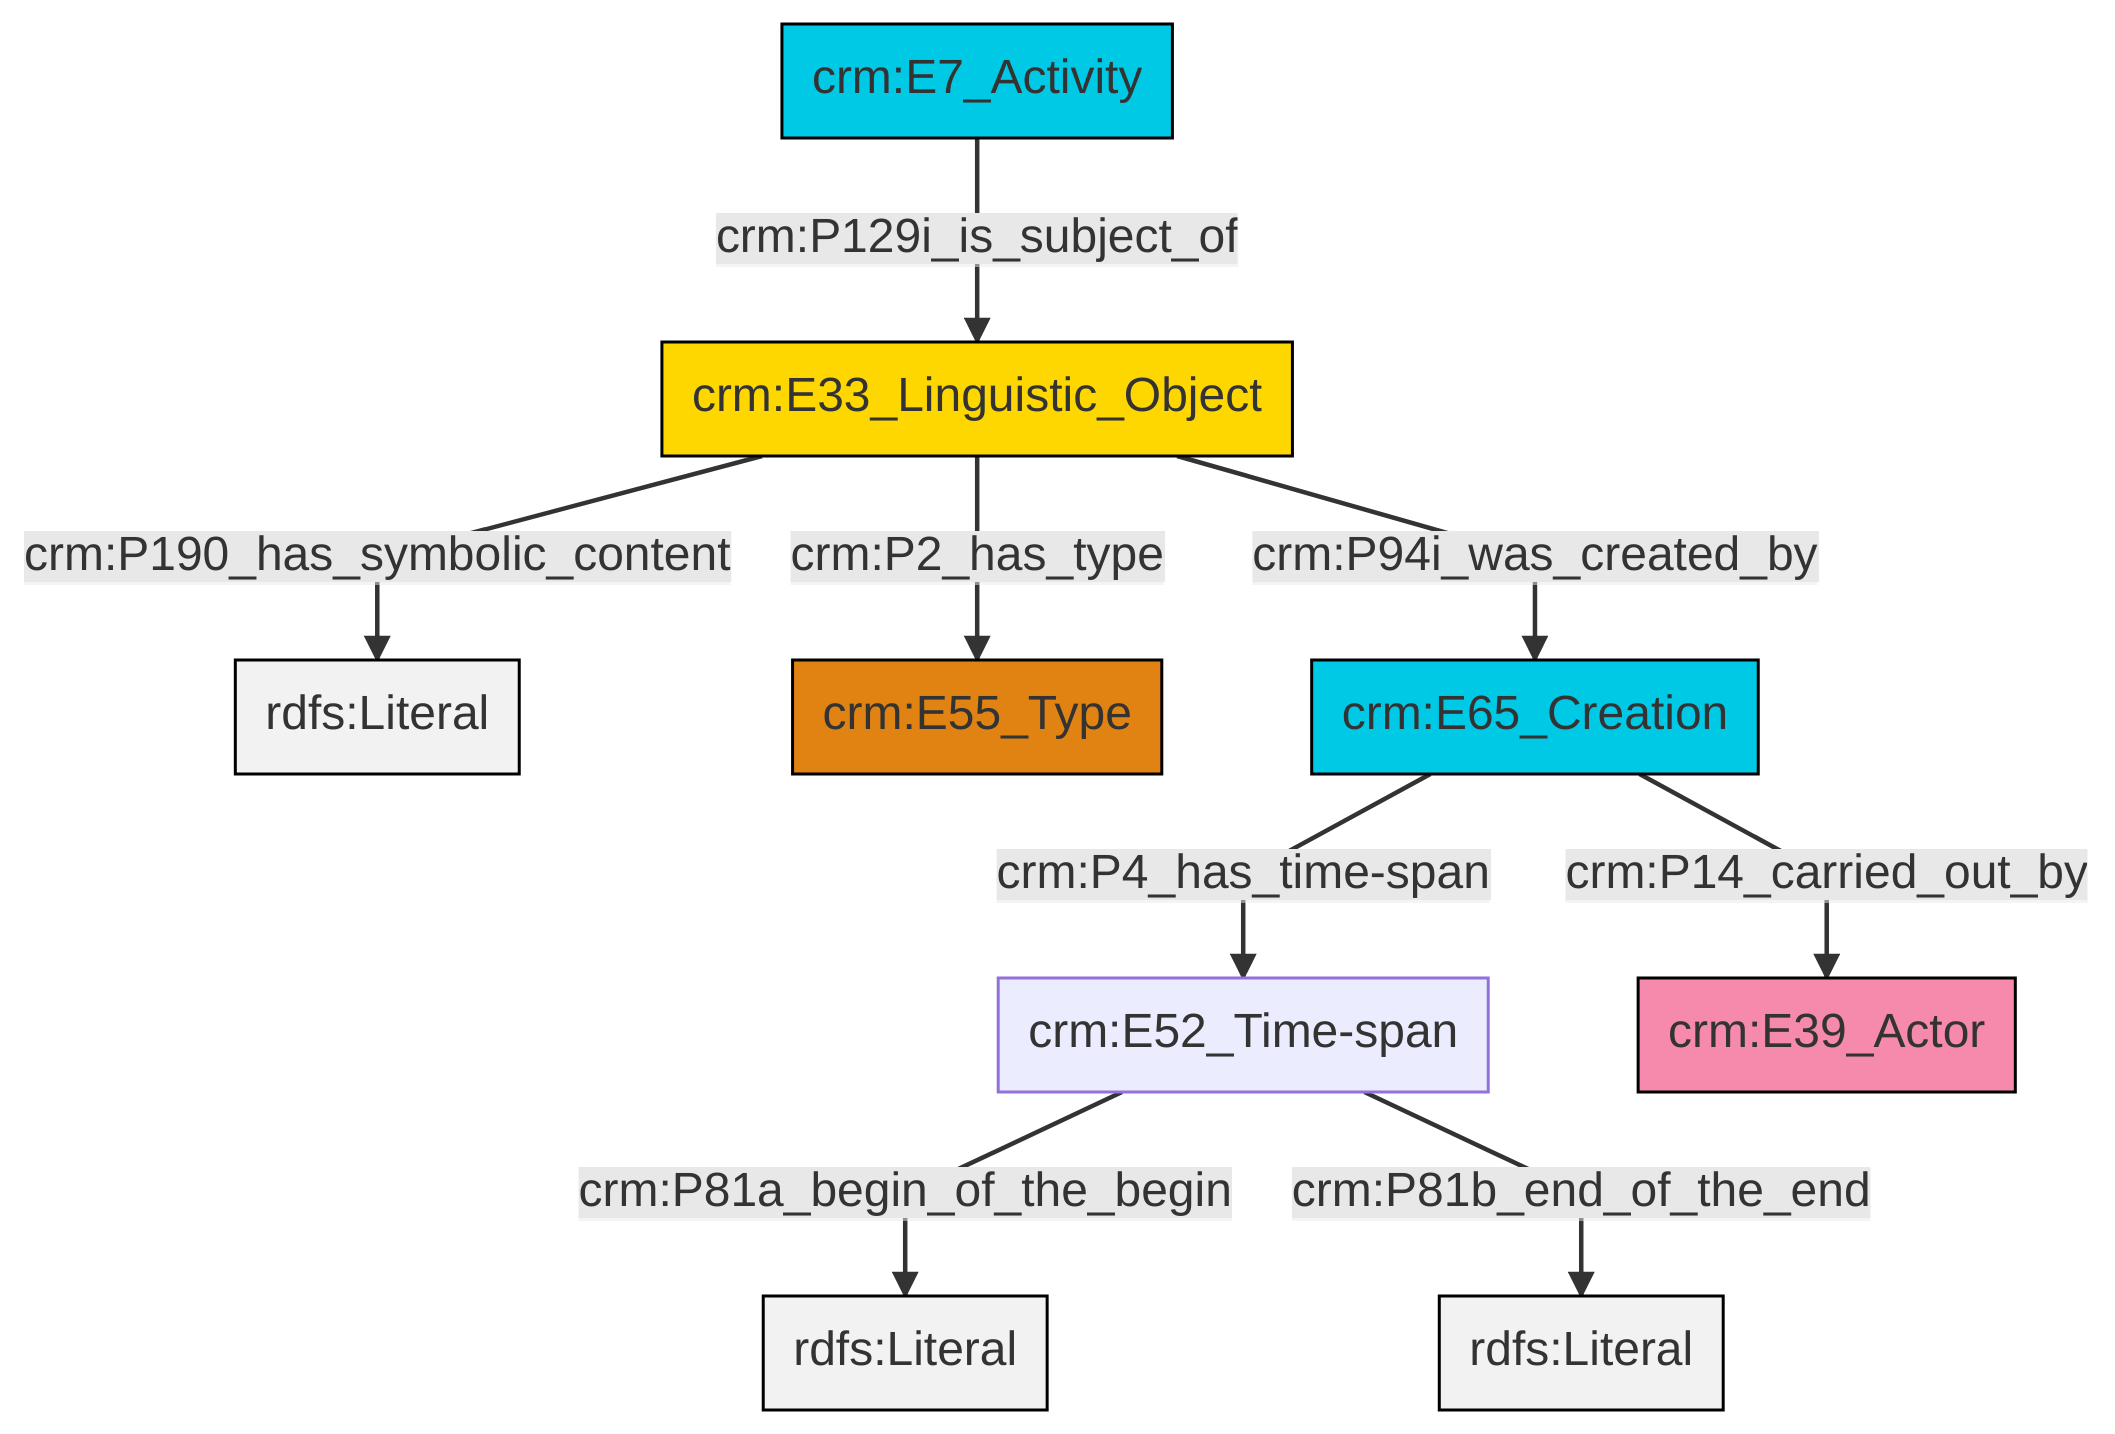 crm:E7_Activity
crm:P129i_is_subject_of
crm:E33_Linguistic_Object
crm:P190_has_symbolic_content
crm:P2_has_type
crm:P94i_was_created_by
rdfs:Literal
crm:E55_Type
crm:E65_Creation
crm:P4_has_time-span
crm:P14_carried_out_by
crm:E52_Time-span
crm:E39_Actor
crm:P81a_begin_of_the_begin
crm:P81b_end_of_the_end
rdfs:Literal
rdfs:Literal